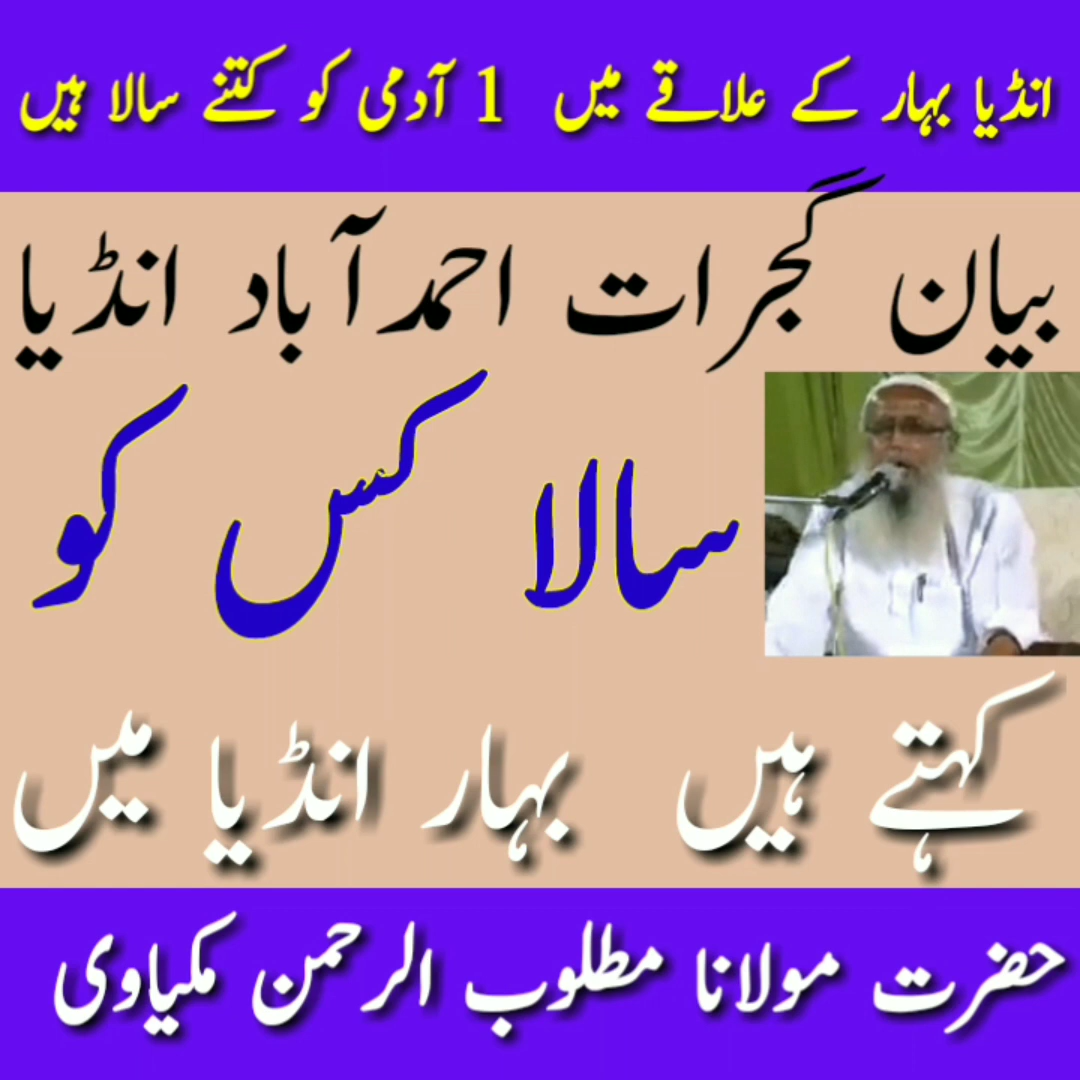 انڈیا بہار کے علاقے میں 1 آدمی کو کتنے سالا ہیں
بیان گجرات احمدآباد انڈیا
سالا کس کو
کہتے ہیں بہار انڈیا میں
حضرت مولانا مطلوب الرحمن مکیاوی